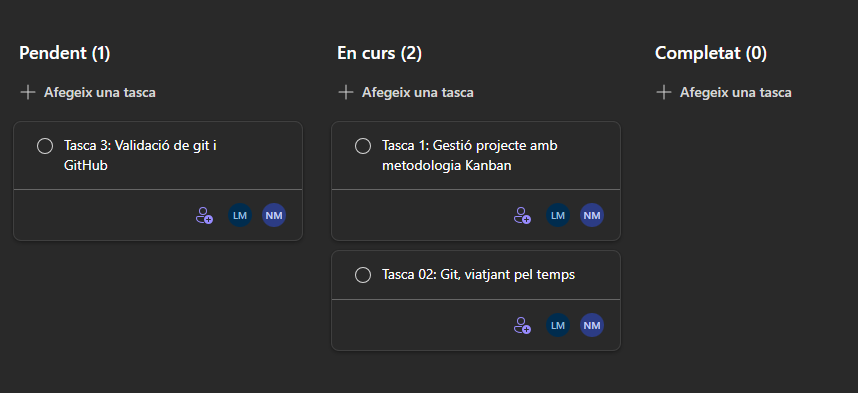 Pendent (1)
Afegeix una tasca
Tasca 3: Validació de git i
GitHub
LM
NM
En curs (2)
Afegeix una tasca
Tasca 1: Gestió projecte amb
metodologia Kanban
LM
NM
Tasca 02: Git, viatjant pel temps
LM
NM
Completat (0)
Afegeix una tasca